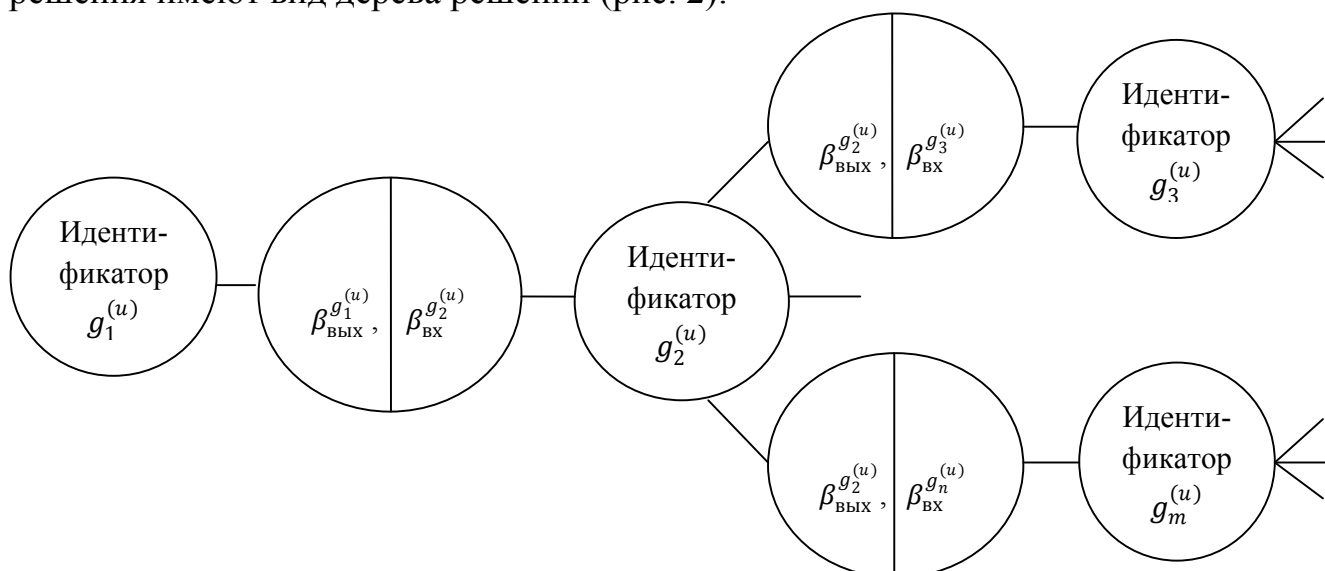 решения имеют вид дерева решений (рис. 2).
Иденти-
фикатор
g_1^{(u)}
β_{вых}^{g_1^{(u)}}, β_{вх}^{g_2^{(u)}}
Иденти-
фикатор
g_2^{(u)}
β_{вых}^{g_2^{(u)}}, β_{вх}^{g_3^{(u)}}
Иденти-
фикатор
g_3^{(u)}
β_{вых}^{g_2^{(u)}}, β_{вх}^{g_n^{(u)}}
Иденти-
фикатор
g_m^{(u)}